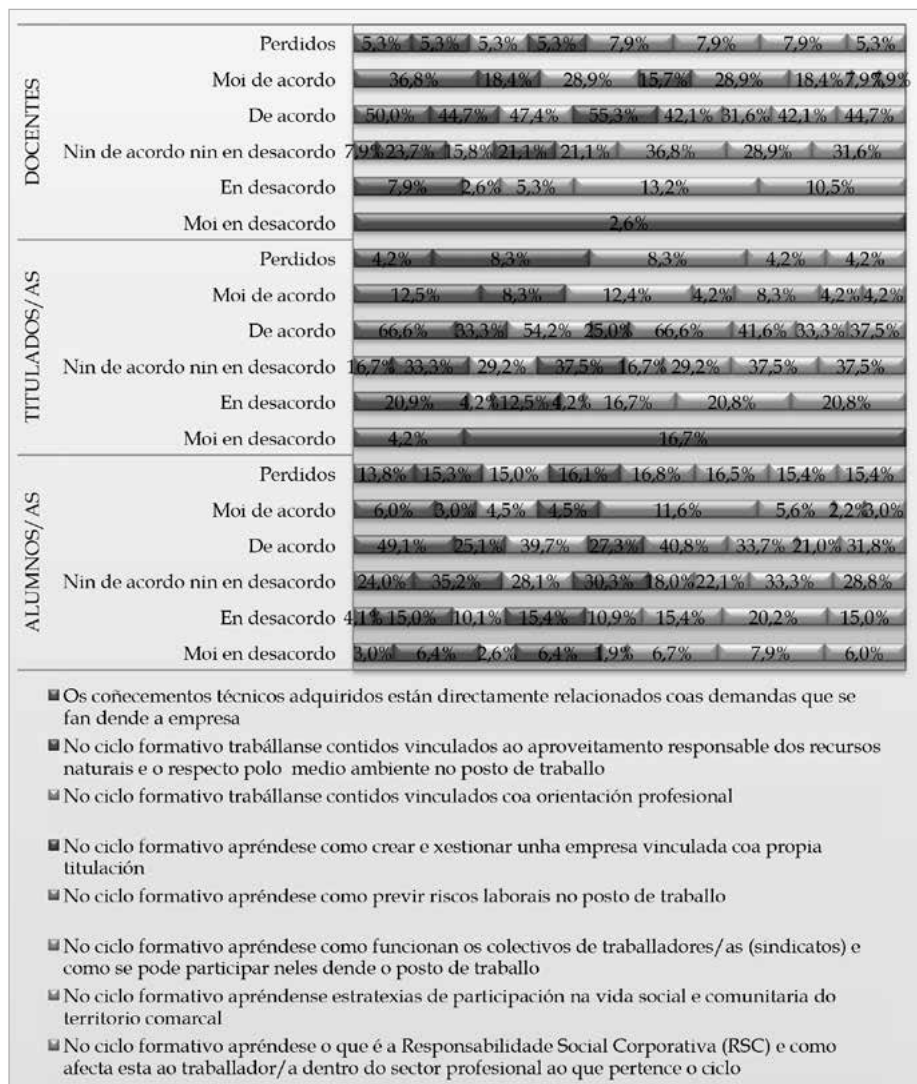 DOCENTES
Perdidos 5,3% 5,3% 5,3% 5,3% 7,9% 7,9% 7,9% 5,3%
Moi de acordo 36,8% 18,4% 28,9% 15,7% 28,9% 18,4% 7,9% 7,9%
De acordo 50,0% 44,7% 47,4% 55,3% 42,1% 31,6% 42,1% 44,7%
Nin de acordo nin en desacordo 7,9% 23,7% 15,8% 21,1% 21,1% 36,8% 28,9% 31,6%
En desacordo 7,9% 2,6% 5,3% 13,2% 10,5%
Moi en desacordo 2,6%
TITULADOS/AS
Perdidos 4,2% 8,3% 8,3% 4,2% 4,2%
Moi de acordo 12,5% 8,3% 12,4% 4,2% 8,3% 4,2% 4,2%
De acordo 66,6% 33,3% 54,2% 25,0% 66,6% 41,6% 33,3% 37,5%
Nin de acordo nin en desacordo 16,7% 33,3% 29,2% 37,5% 16,7% 29,2% 37,5% 37,5%
En desacordo 20,9% 4,2% 12,5% 4,2% 16,7% 20,8% 20,8%
Moi en desacordo 4,2% 16,7%
ALUMNOS/AS
Perdidos 13,8% 15,3% 15,0% 16,1% 16,8% 16,5% 15,4% 15,4%
Moi de acordo 6,0% 3,0% 4,5% 4,5% 11,6% 5,6% 2,2% 3,0%
De acordo 49,1% 25,1% 39,7% 27,3% 40,8% 33,7% 21,0% 31,8%
Nin de acordo nin en desacordo 24,0% 35,2% 28,1% 30,3% 18,0% 22,1% 33,3% 28,8%
En desacordo 4,1% 15,0% 10,1% 15,4% 10,9% 15,4% 20,2% 15,0%
Moi en desacordo 3,0% 6,4% 2,6% 6,4% 1,9% 6,7% 7,9% 6,0%
Os coñecementos técnicos adquiridos están directamente relacionados coas demandas que se
fan dende a empresa
No ciclo formativo trabállanse contidos vinculados ao aproveitamento responsable dos recursos
naturais e o respecto polo medio ambiente no posto de traballo
No ciclo formativo trabállanse contidos vinculados coa orientación profesional
No ciclo formativo apréndese como crear e xestionar unha empresa vinculada coa propia
titulación
No ciclo formativo apréndese como previr riscos laborais no posto de traballo
No ciclo formativo apréndese como funcionan os colectivos de traballadores/as (sindicatos) e
como se pode participar neles dende o posto de traballo
No ciclo formativo apréndense estratexias de participación na vida social e comunitaria do
territorio comarcal
No ciclo formativo apréndese o que é a Responsabilidade Social Corporativa (RSC) e como
afecta esta ao traballador/a dentro do sector profesional ao que pertence o ciclo